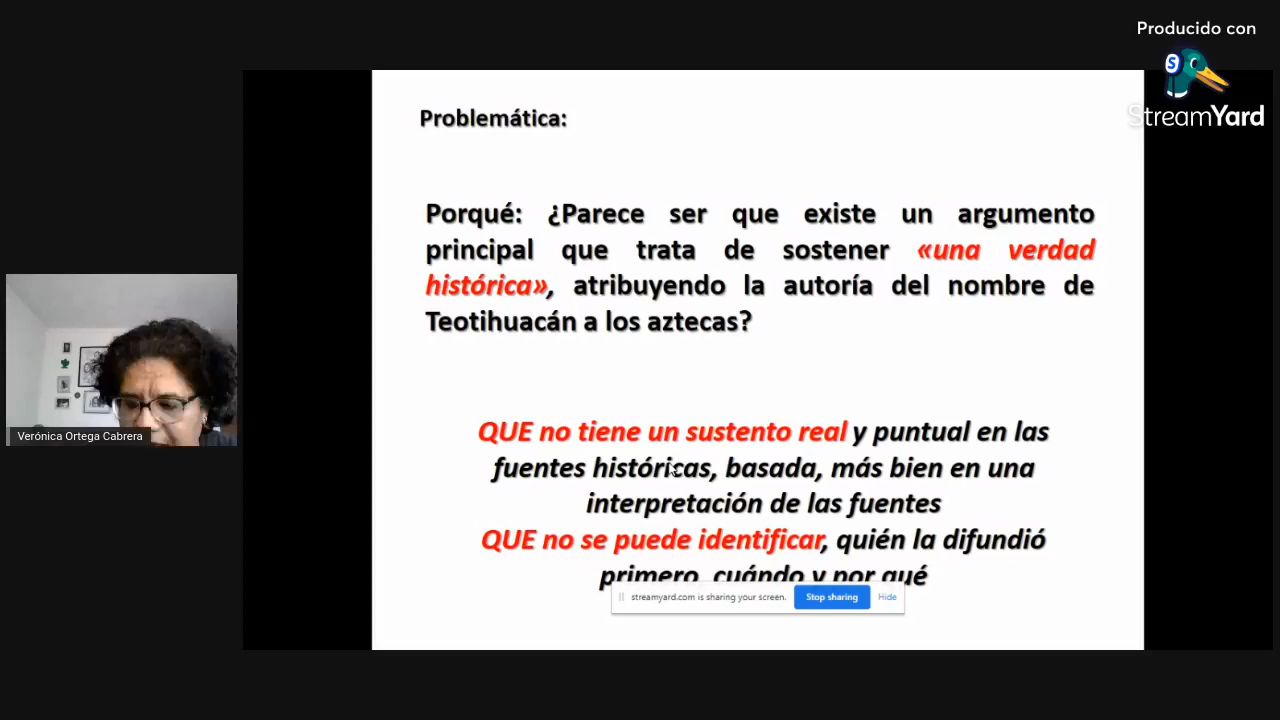 Producido con
StreamYard
Problemática:
Porqué: ¿Parece ser que existe un argumento
principal que trata de sostener «una verdad
histórica», atribuyendo la autoría del nombre de
Teotihuacán a los aztecas?
QUE no tiene un sustento real y puntual en las
fuentes históricas, basada, más bien en una
interpretación de las fuentes
QUE no se puede identificar, quién la difundió
primero, cuándo y por qué
streamyard.com is sharing your screen.
Stop sharing
Hide
Verónica Ortega Cabrera